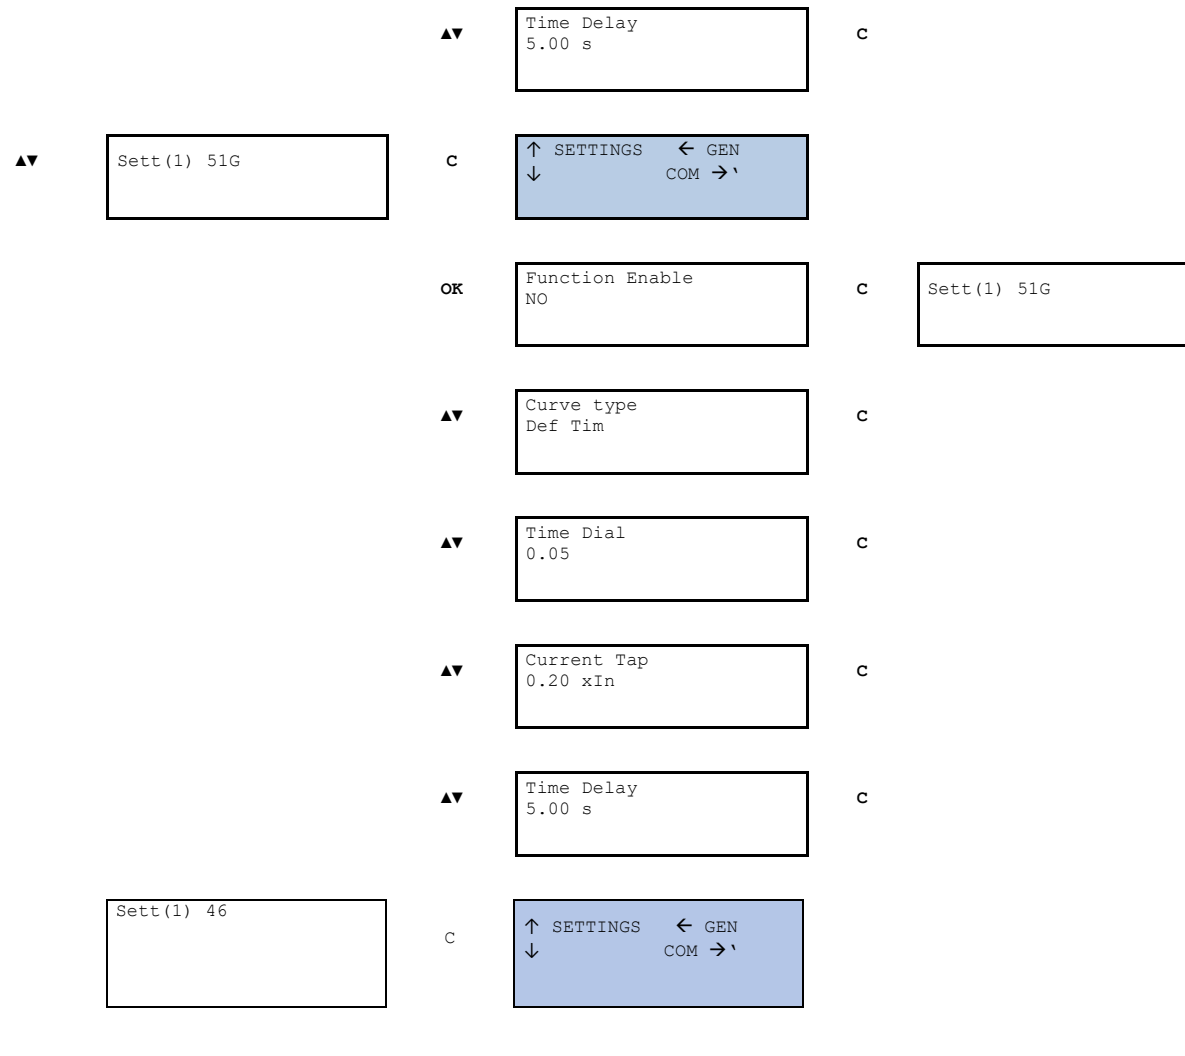 ▲▼ Time Delay C
5.00 s
▲▼ Sett(1) 51G C ↑ SETTINGS ← GEN
↓ COM →‵
OK Function Enable C Sett(1) 51G
NO
▲▼ Curve type C
Def Tim
▲▼ Time Dial C
0.05
▲▼ Current Tap C
0.20 xIn
▲▼ Time Delay C
5.00 s
Sett(1) 46 C ↑ SETTINGS ← GEN
↓ COM →‵